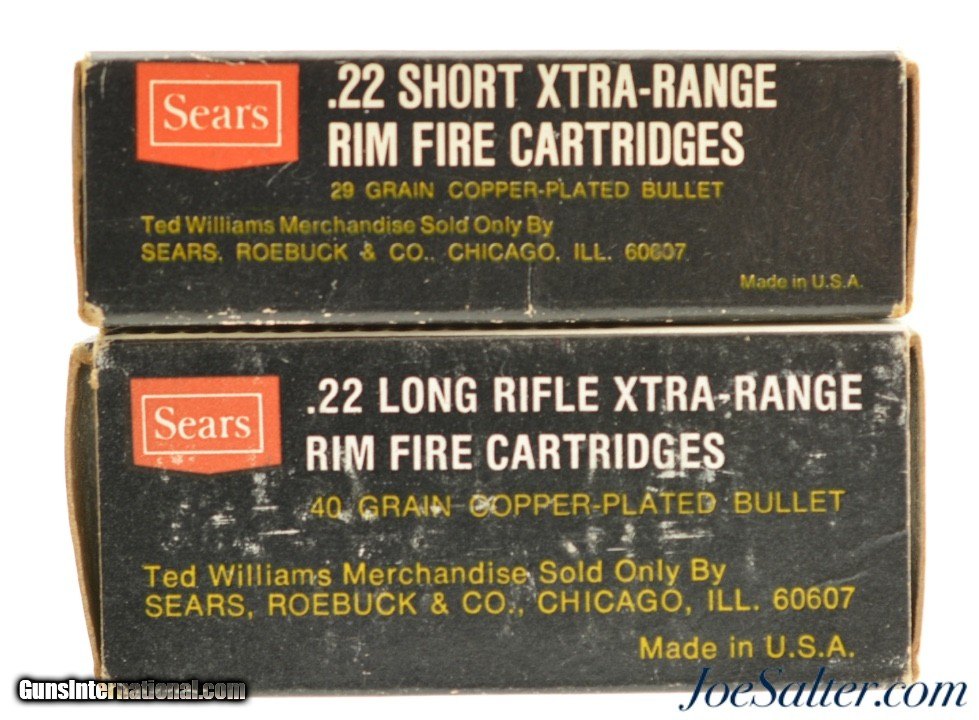 Sears
.22 SHORT XTRA-RANGE
RIM FIRE CARTRIDGES
29 GRAIN COPPER-PLATED BULLET
Ted Williams Merchandise Sold Only By
SEARS, ROEBUCK & CO., CHICAGO, ILL. 60607
Made in U.S.A.
Sears
.22 LONG RIFLE XTRA-RANGE
RIM FIRE CARTRIDGES
40 GRAIN COPPER-PLATED BULLET
Ted Williams Merchandise Sold Only By
SEARS, ROEBUCK & CO., CHICAGO, ILL. 60607
Made in U.S.A.
GunsInternational.com
JoeSalter.com